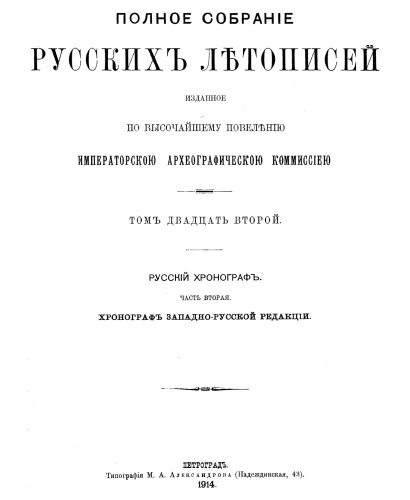 ПОЛНОЕ СОБРАНІЕ
РУССКИХЪ ЛѢТОПИСЕЙ
ИЗДАННОЕ
ПО ВЫСОЧАЙШЕМУ ПОВЕЛѢНІЮ
ИМПЕРАТОРСКОЮ АРХЕОГРАФИЧЕСКОЮ КОММИССІЕЮ
ТОМЪ ДВАДЦАТЬ ВТОРОЙ.
РУССКІЙ ХРОНОГРАФЪ.
ЧАСТЬ ВТОРАЯ.
ХРОНОГРАФЪ ЗАПАДНО-РУССКОЙ РЕДАКЦІИ.
ПЕТРОГРАДЪ.
Типографія М. А. Александрова (Надеждинская, 43).
1914.